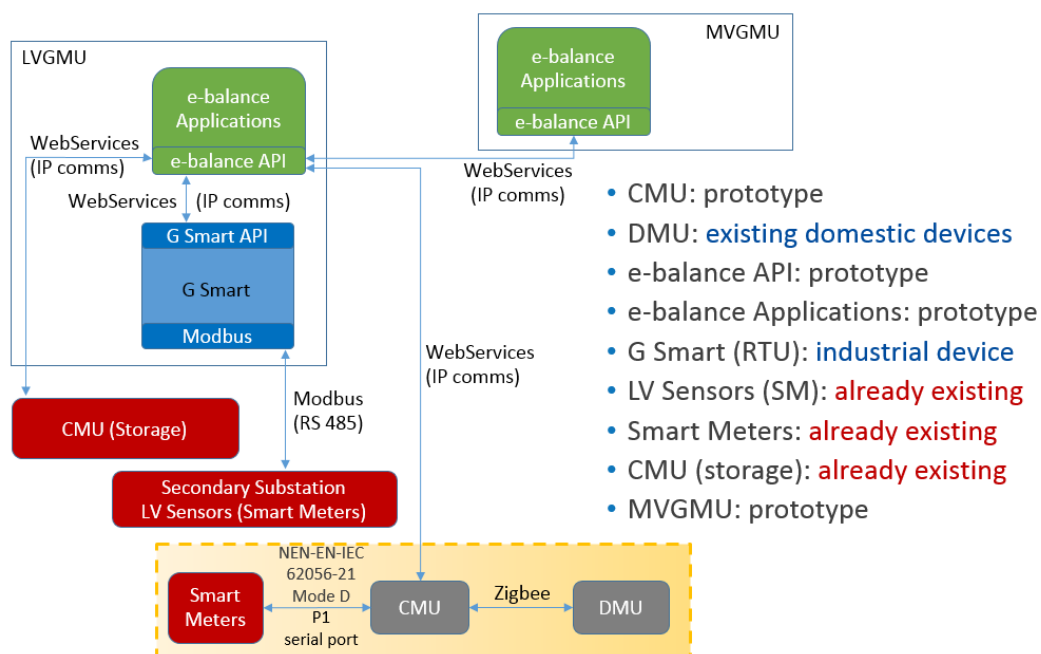 LVGMU
e-balance
Applications
e-balance API
WebServices
(IP comms)
WebServices
(IP comms)
G Smart API
G Smart
Modbus
MVGMU
e-balance
Applications
e-balance API
WebServices
(IP comms)
WebServices
(IP comms)
Modbus
(RS 485)
CMU (Storage)
Secondary Substation
LV Sensors (Smart Meters)
Smart
Meters
NEN-EN-IEC
62056-21
Mode D
P1
serial port
CMU
Zigbee
DMU
• CMU: prototype
• DMU: existing domestic devices
• e-balance API: prototype
• e-balance Applications: prototype
• G Smart (RTU): industrial device
• LV Sensors (SM): already existing
• Smart Meters: already existing
• CMU (storage): already existing
• MVGMU: prototype